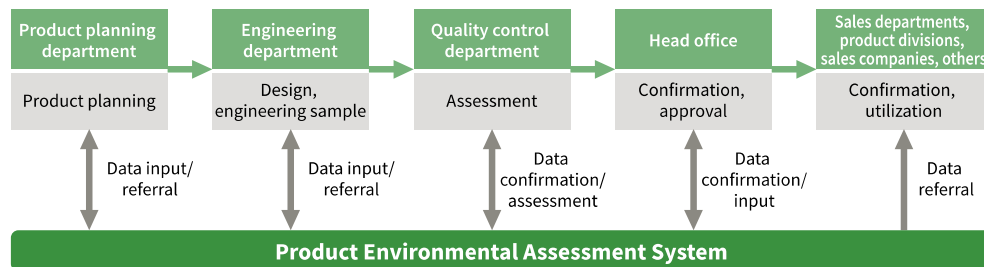 Product planning
department
Engineering
department
Quality control
department
Head office
Sales departments,
product divisions,
sales companies, others
Product planning
Design,
engineering sample
Assessment
Confirmation,
approval
Confirmation,
utilization
Data input/
referral
Data input/
referral
Data
confirmation/
assessment
Data
confirmation/
input
Data
referral
Product Environmental Assessment System